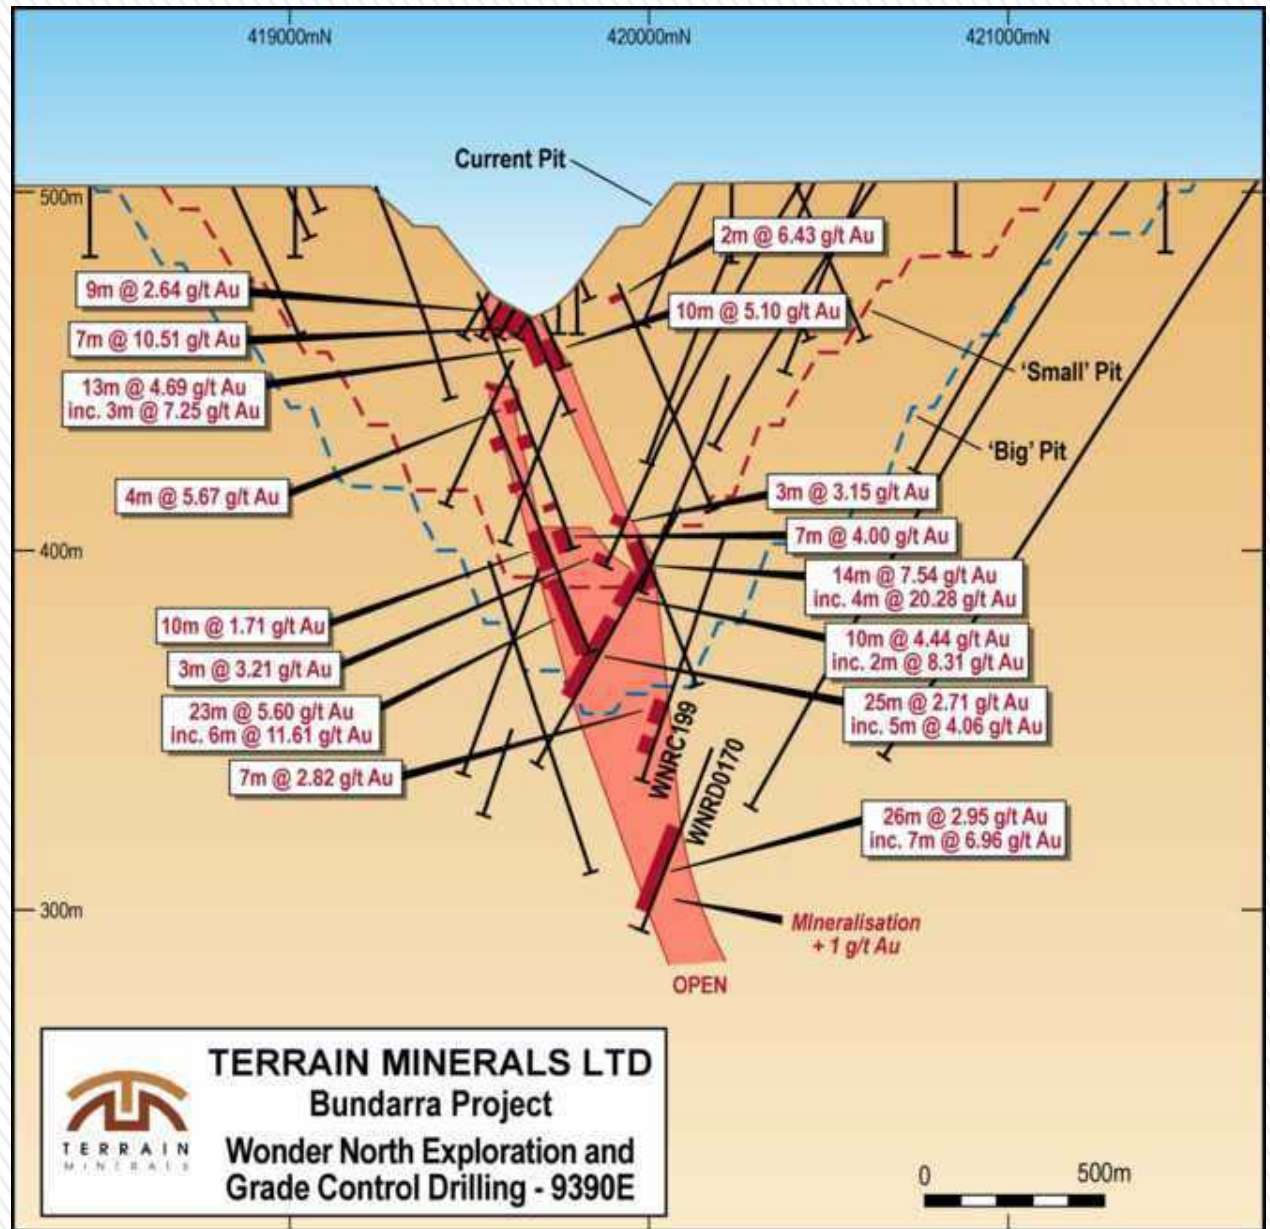 419000mN
420000mN
421000mN
Current Pit
500m
2m @ 6.43 g/t Au
9m @ 2.64 g/t Au
10m @ 5.10 g/t Au
7m @ 10.51 g/t Au
13m @ 4.69 g/t Au
inc. 3m @ 7.25 g/t Au
'Small' Pit
'Big' Pit
4m @ 5.67 g/t Au
3m @ 3.15 g/t Au
7m @ 4.00 g/t Au
400m
14m @ 7.54 g/t Au
inc. 4m @ 20.28 g/t Au
10m @ 1.71 g/t Au
10m @ 4.44 g/t Au
inc. 2m @ 8.31 g/t Au
3m @ 3.21 g/t Au
23m @ 5.60 g/t Au
inc. 6m @ 11.61 g/t Au
25m @ 2.71 g/t Au
inc. 5m @ 4.06 g/t Au
7m @ 2.82 g/t Au
WNRC199
WNRD0170
26m @ 2.95 g/t Au
inc. 7m @ 6.96 g/t Au
300m
Mineralisation
+ 1 g/t Au
OPEN
TERRAIN MINERALS LTD
Bundarra Project
Wonder North Exploration and
Grade Control Drilling - 9390E
TERRAIN
MINERALS
0
500m